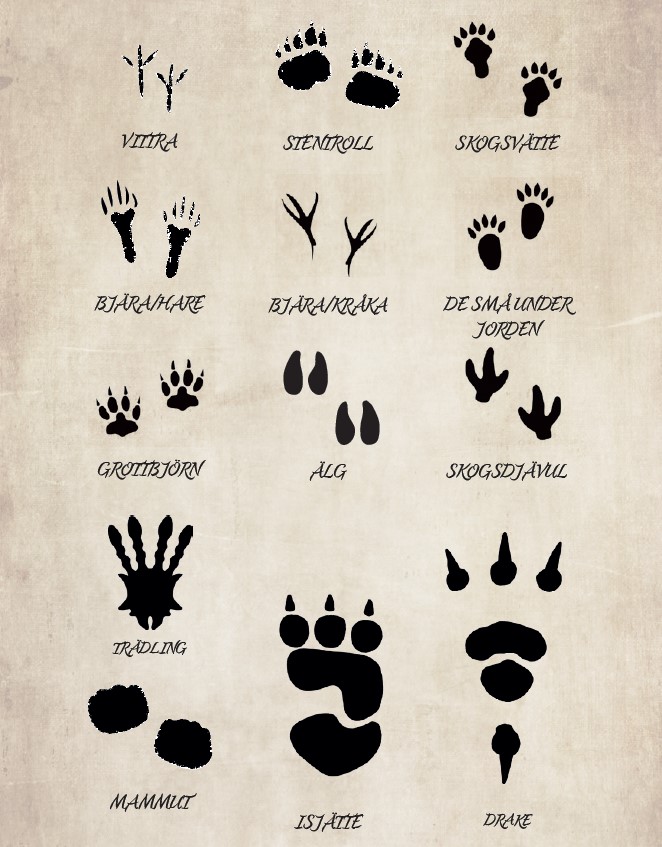 VITTRA
STENTROLL
SKOGSVÄTTE
BJÄRA/HARE
BJÄRA/KRÅKA
DE SMÅ UNDER
JORDEN
GROTTBJÖRN
ÄLG
SKOGSDJÄVUL
TRÄDLING
MAMMUT
ISJÄTTE
DRAKE